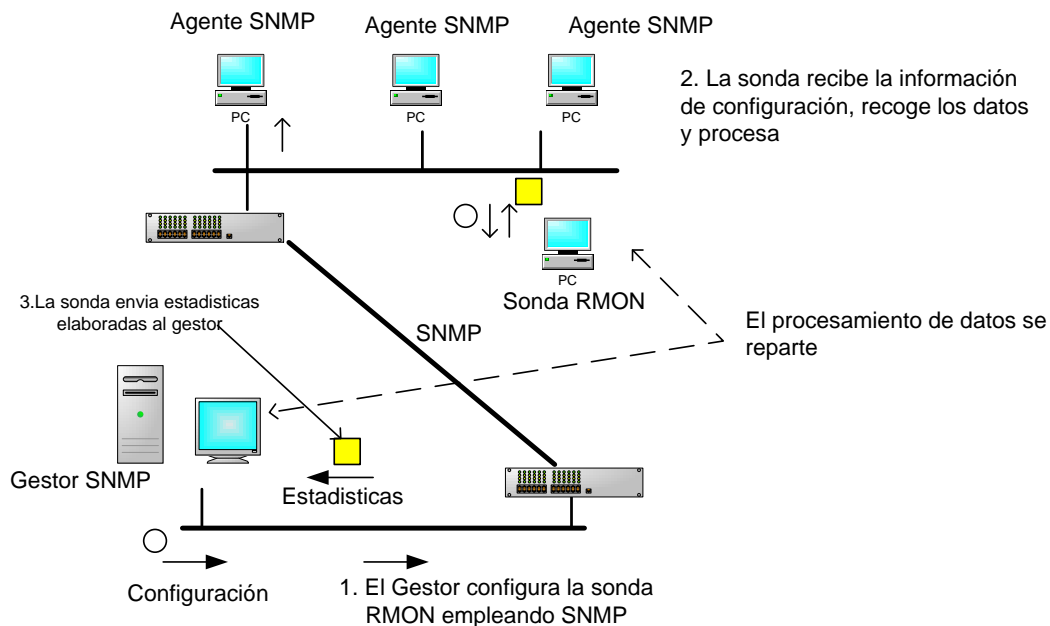 Agente SNMP
Agente SNMP
Agente SNMP
PC
PC
PC
2. La sonda recibe la información
de configuración, recoge los datos
y procesa
PC
Sonda RMON
3.La sonda envia estadisticas
elaboradas al gestor
SNMP
El procesamiento de datos se
reparte
Gestor SNMP
Estadisticas
Configuración
1. El Gestor configura la sonda
RMON empleando SNMP